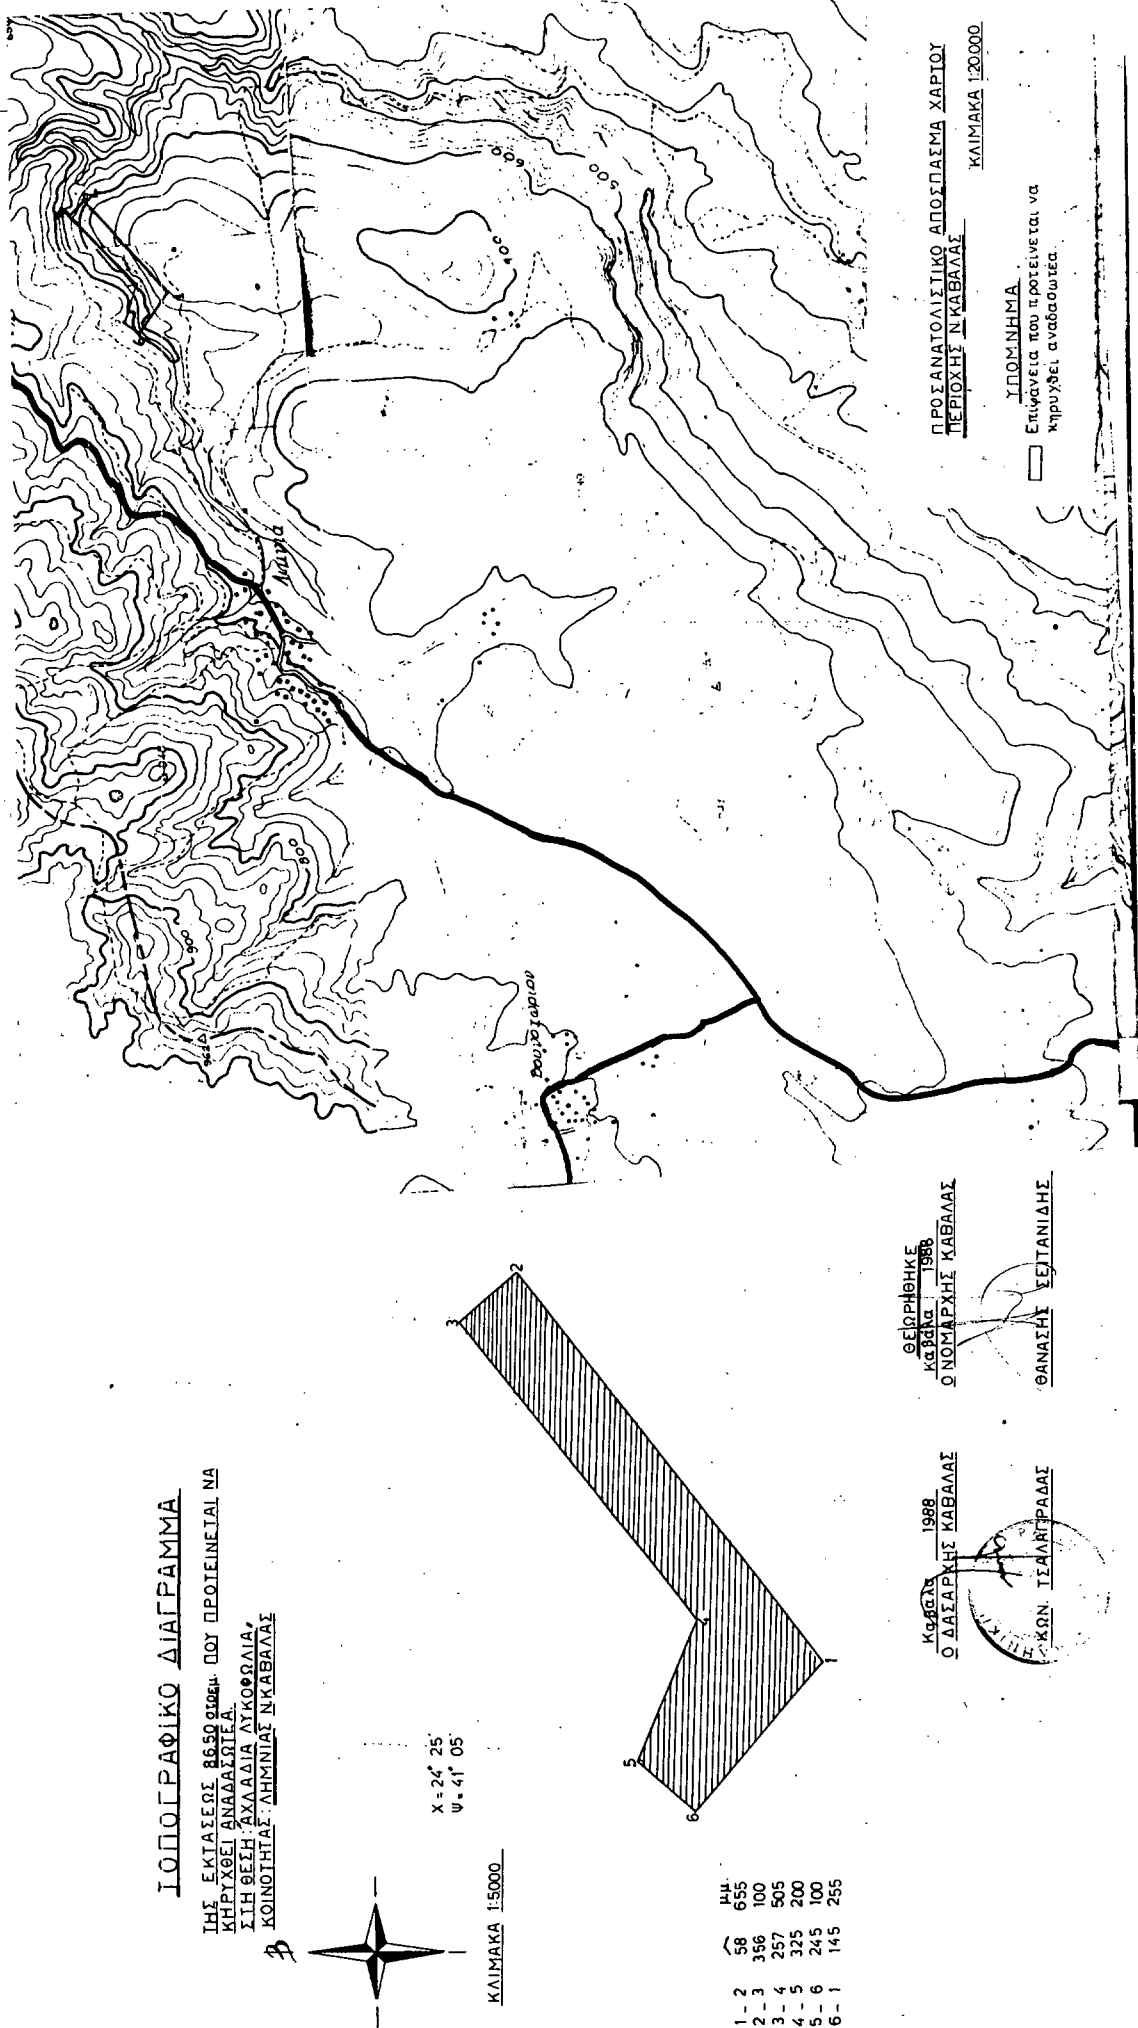 ΤΟΠΟΓΡΑΦΙΚΟ ΔΙΑΓΡΑΜΜΑ
ΤΗΣ ΕΚΤΑΣΕΩΣ 86.50 στρεμ. ΠΟΥ ΠΡΟΤΕΙΝΕΤΑΙ ΝΑ
ΚΗΡΥΧΘΕΙ ΑΝΑΔΑΣΩΤΕΑ
ΣΤΗ ΘΕΣΗ: ΑΧΛΑΔΙΑ ΛΥΚΟΦΩΛΙΑ,
ΚΟΙΝΟΤΗΤΑΣ: ΛΗΜΝΙΑΣ Ν.ΚΑΒΑΛΑΣ
Β
Χ = 24° 25'
Ψ = 41° 05'
ΚΛΙΜΑΚΑ 1:5000
μμ.
1 - 2 58 655
2 - 3 356 100
3 - 4 257 505
4 - 5 325 200
5 - 6 245 100
6 - 1 145 255
1
2
3
4
5
6
Καβάλα 1988
Ο ΔΑΣΑΡΧΗΣ ΚΑΒΑΛΑΣ
ΚΩΝ. ΤΣΑΛΑΓΡΑΔΑΣ
ΘΕΩΡΗΘΗΚΕ
Καβάλα 1988
Ο ΝΟΜΑΡΧΗΣ ΚΑΒΑΛΑΣ
ΘΑΝΑΣΗΣ ΣΕΙΤΑΝΙΔΗΣ
900
800
600
500
400
ΠΡΟΣΑΝΑΤΟΛΙΣΤΙΚΟ ΑΠΟΣΠΑΣΜΑ ΧΑΡΤΟΥ
ΠΕΡΙΟΧΗΣ Ν.ΚΑΒΑΛΑΣ
ΚΛΙΜΑΚΑ 1:20.000
ΥΠΟΜΝΗΜΑ
Επιφάνεια που προτείνεται να
κηρυχθεί αναδασωτέα